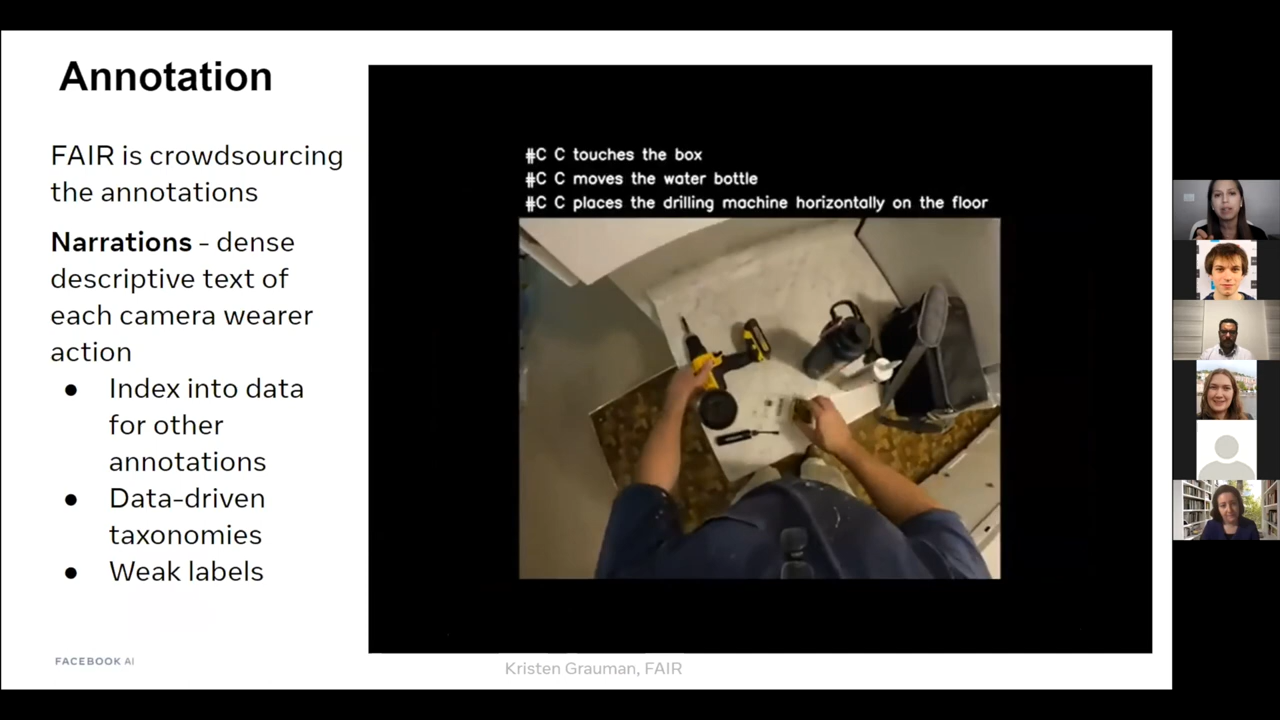 Annotation
FAIR is crowdsourcing
the annotations
Narrations - dense
descriptive text of
each camera wearer
action
● Index into data
for other
annotations
● Data-driven
taxonomies
● Weak labels
#C C touches the box
#C C moves the water bottle
#C C places the drilling machine horizontally on the floor
FACEBOOK AI
Kristen Grauman, FAIR